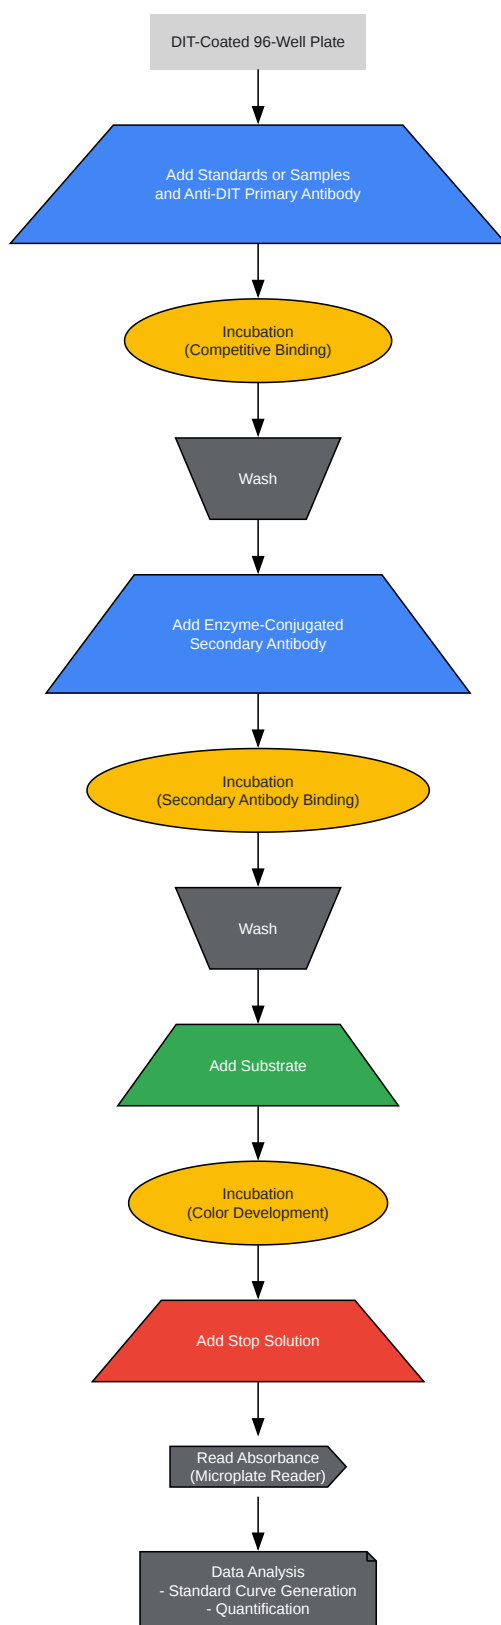 DIT-Coated 96-Well Plate
Add Standards or Samples
and Anti-DIT Primary Antibody
Incubation
(Competitive Binding)
Wash
Add Enzyme-Conjugated
Secondary Antibody
Incubation
(Secondary Antibody Binding)
Wash
Add Substrate
Incubation
(Color Development)
Add Stop Solution
Read Absorbance
(Microplate Reader)
Data Analysis
- Standard Curve Generation
- Quantification